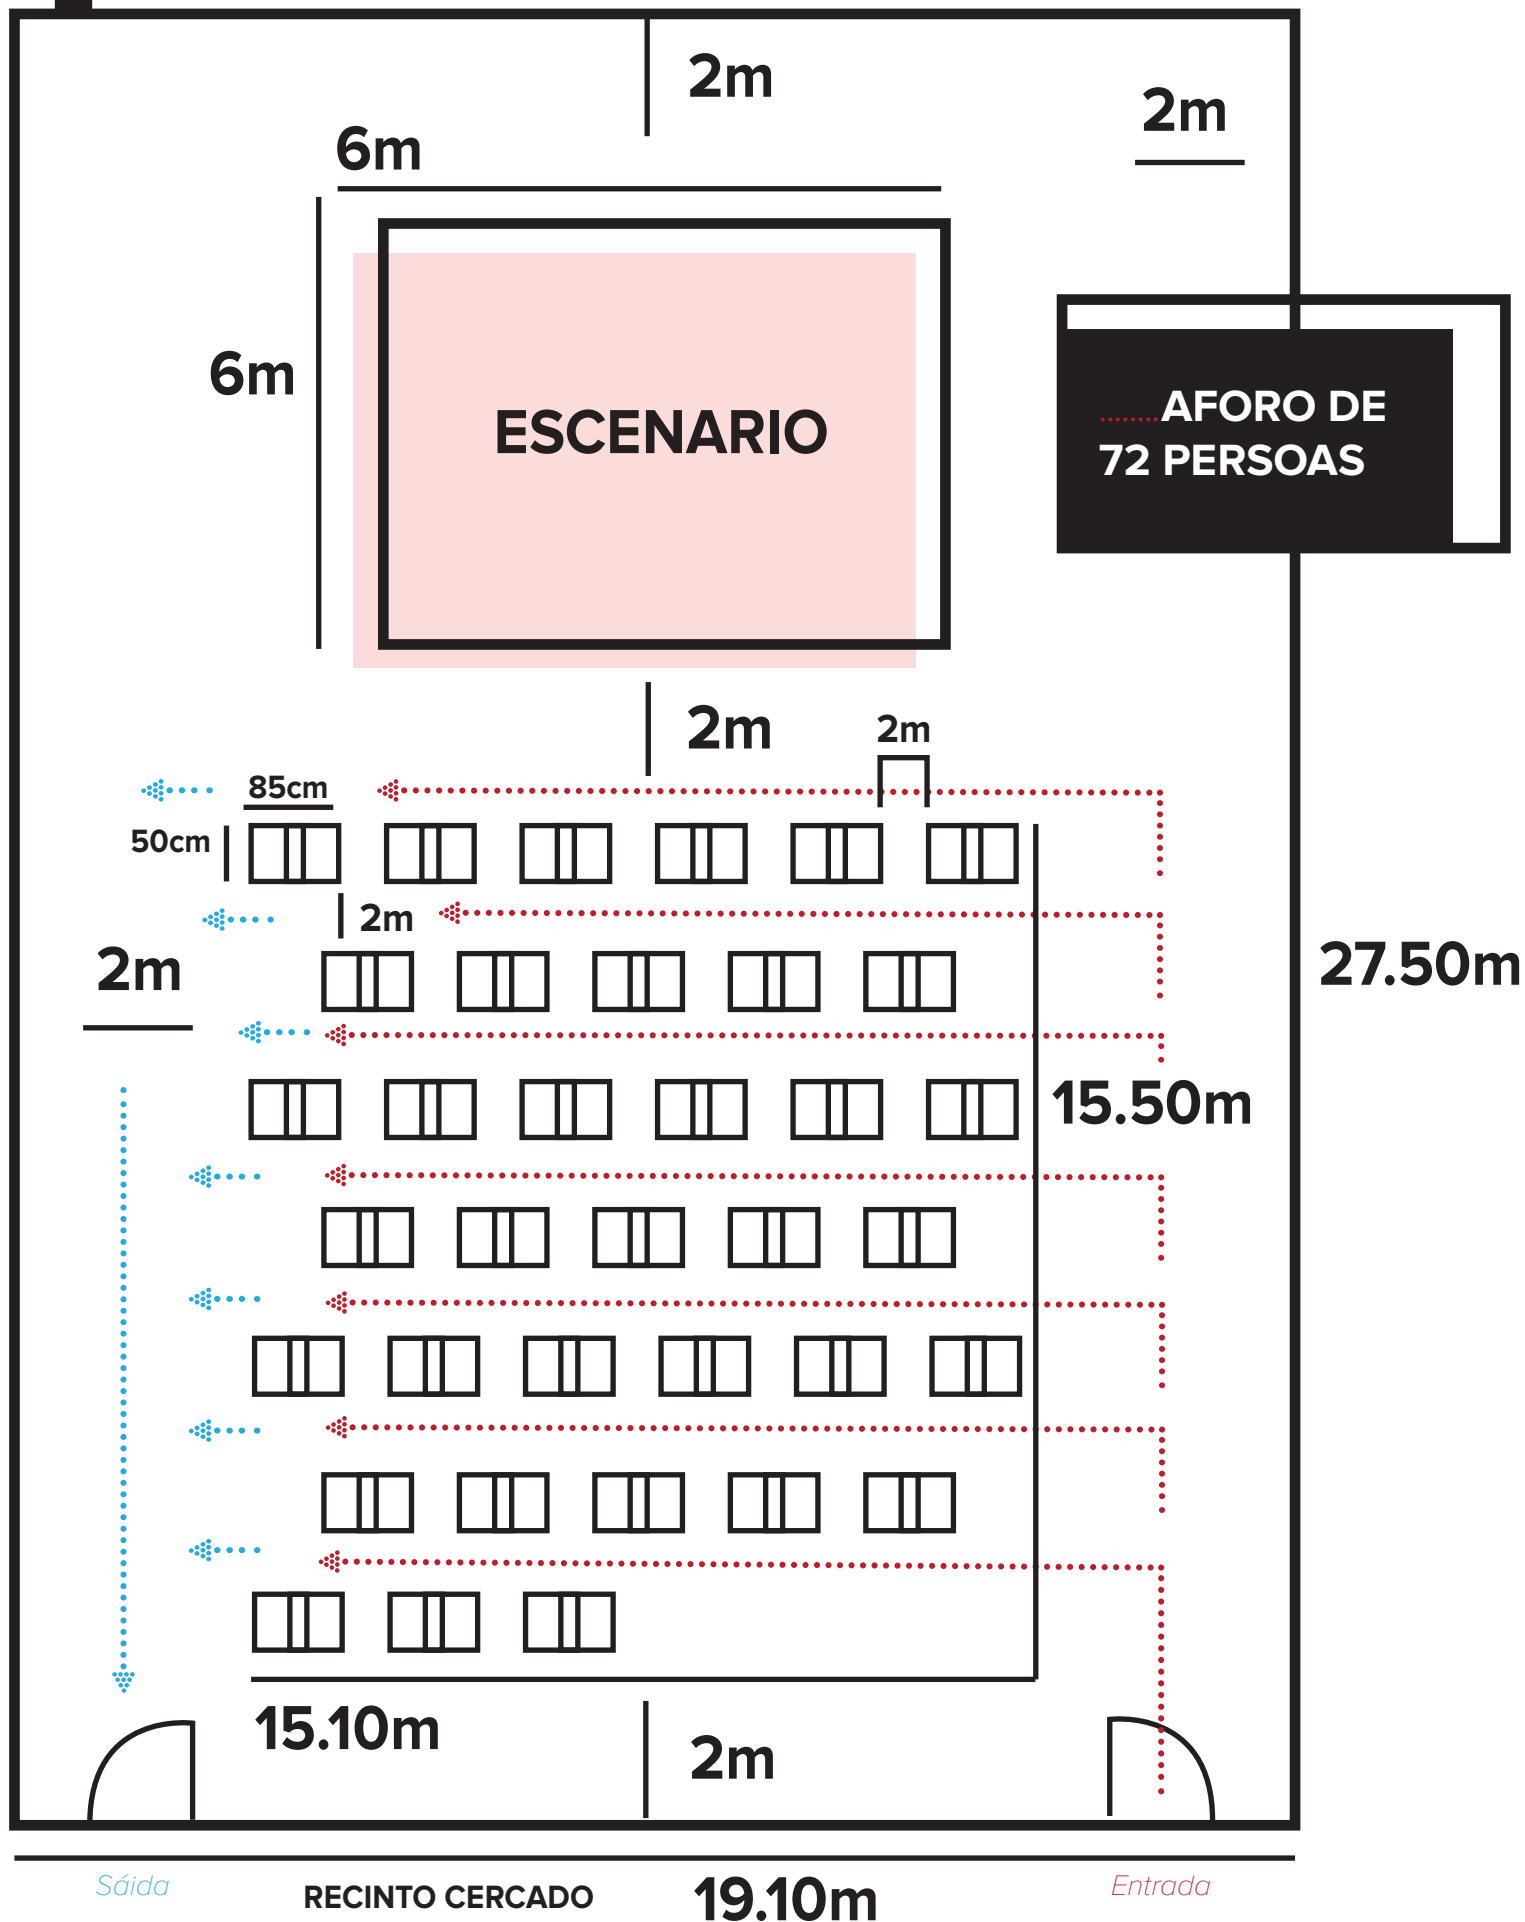 2m
2m
6m
6m
ESCENARIO
........AFORO DE
72 PERSOAS
2m
2m
85cm
50cm
2m
2m
27.50m
15.50m
15.10m
2m
Sáida
RECINTO CERCADO
19.10m
Entrada